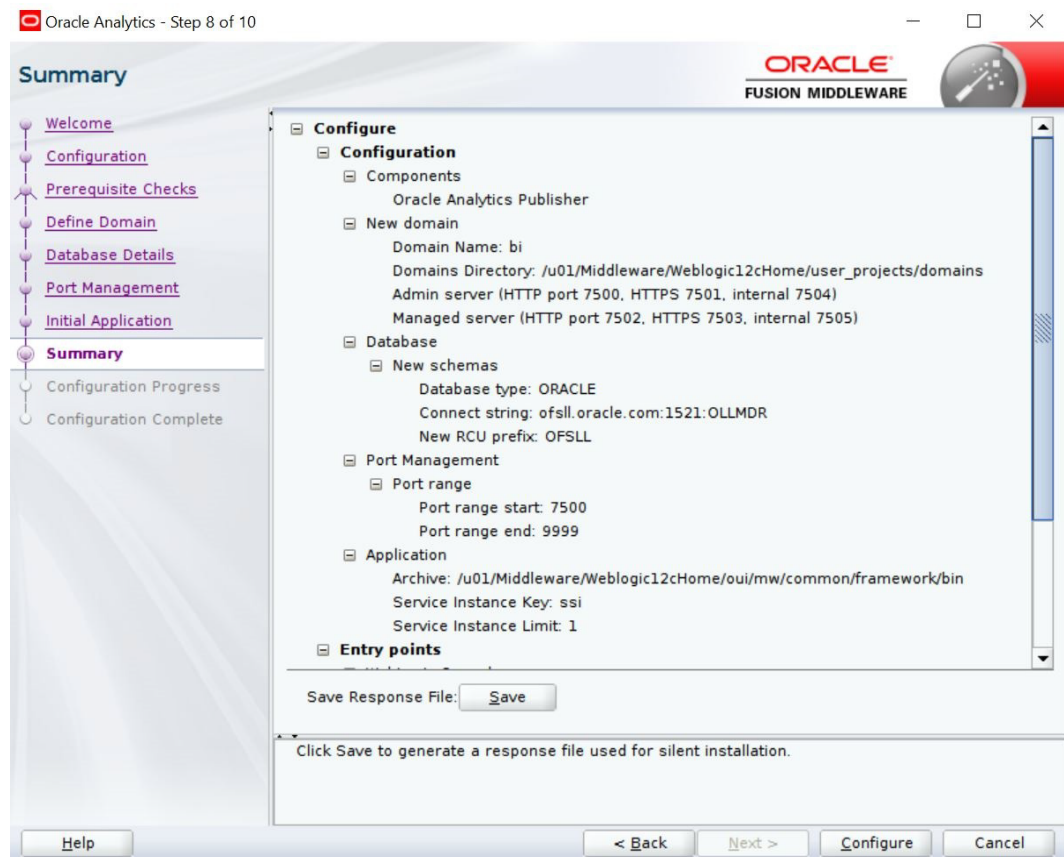 Oracle Analytics - Step 8 of 10
Summary
ORACLE
FUSION MIDDLEWARE
Welcome
Configuration
Prerequisite Checks
Define Domain
Database Details
Port Management
Initial Application
Summary
Configuration Progress
Configuration Complete
Configure
Configuration
Components
Oracle Analytics Publisher
New domain
Domain Name: bi
Domains Directory: /u01/Middleware/Weblogic12cHome/user_projects/domains
Admin server (HTTP port 7500, HTTPS 7501, internal 7504)
Managed server (HTTP port 7502, HTTPS 7503, internal 7505)
Database
New schemas
Database type: ORACLE
Connect string: ofsll.oracle.com:1521:OLLMDR
New RCU prefix: OFSLL
Port Management
Port range
Port range start: 7500
Port range end: 9999
Application
Archive: /u01/Middleware/Weblogic12cHome/oui/mw/common/framework/bin
Service Instance Key: ssi
Service Instance Limit: 1
Entry points
Save Response File: Save
Click Save to generate a response file used for silent installation.
Help < Back Next > Configure Cancel